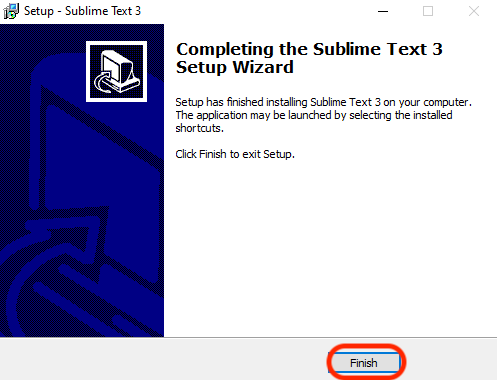 Setup - Sublime Text 3
Completing the Sublime Text 3
Setup Wizard
Setup has finished installing Sublime Text 3 on your computer.
The application may be launched by selecting the installed
shortcuts.
Click Finish to exit Setup.
Finish